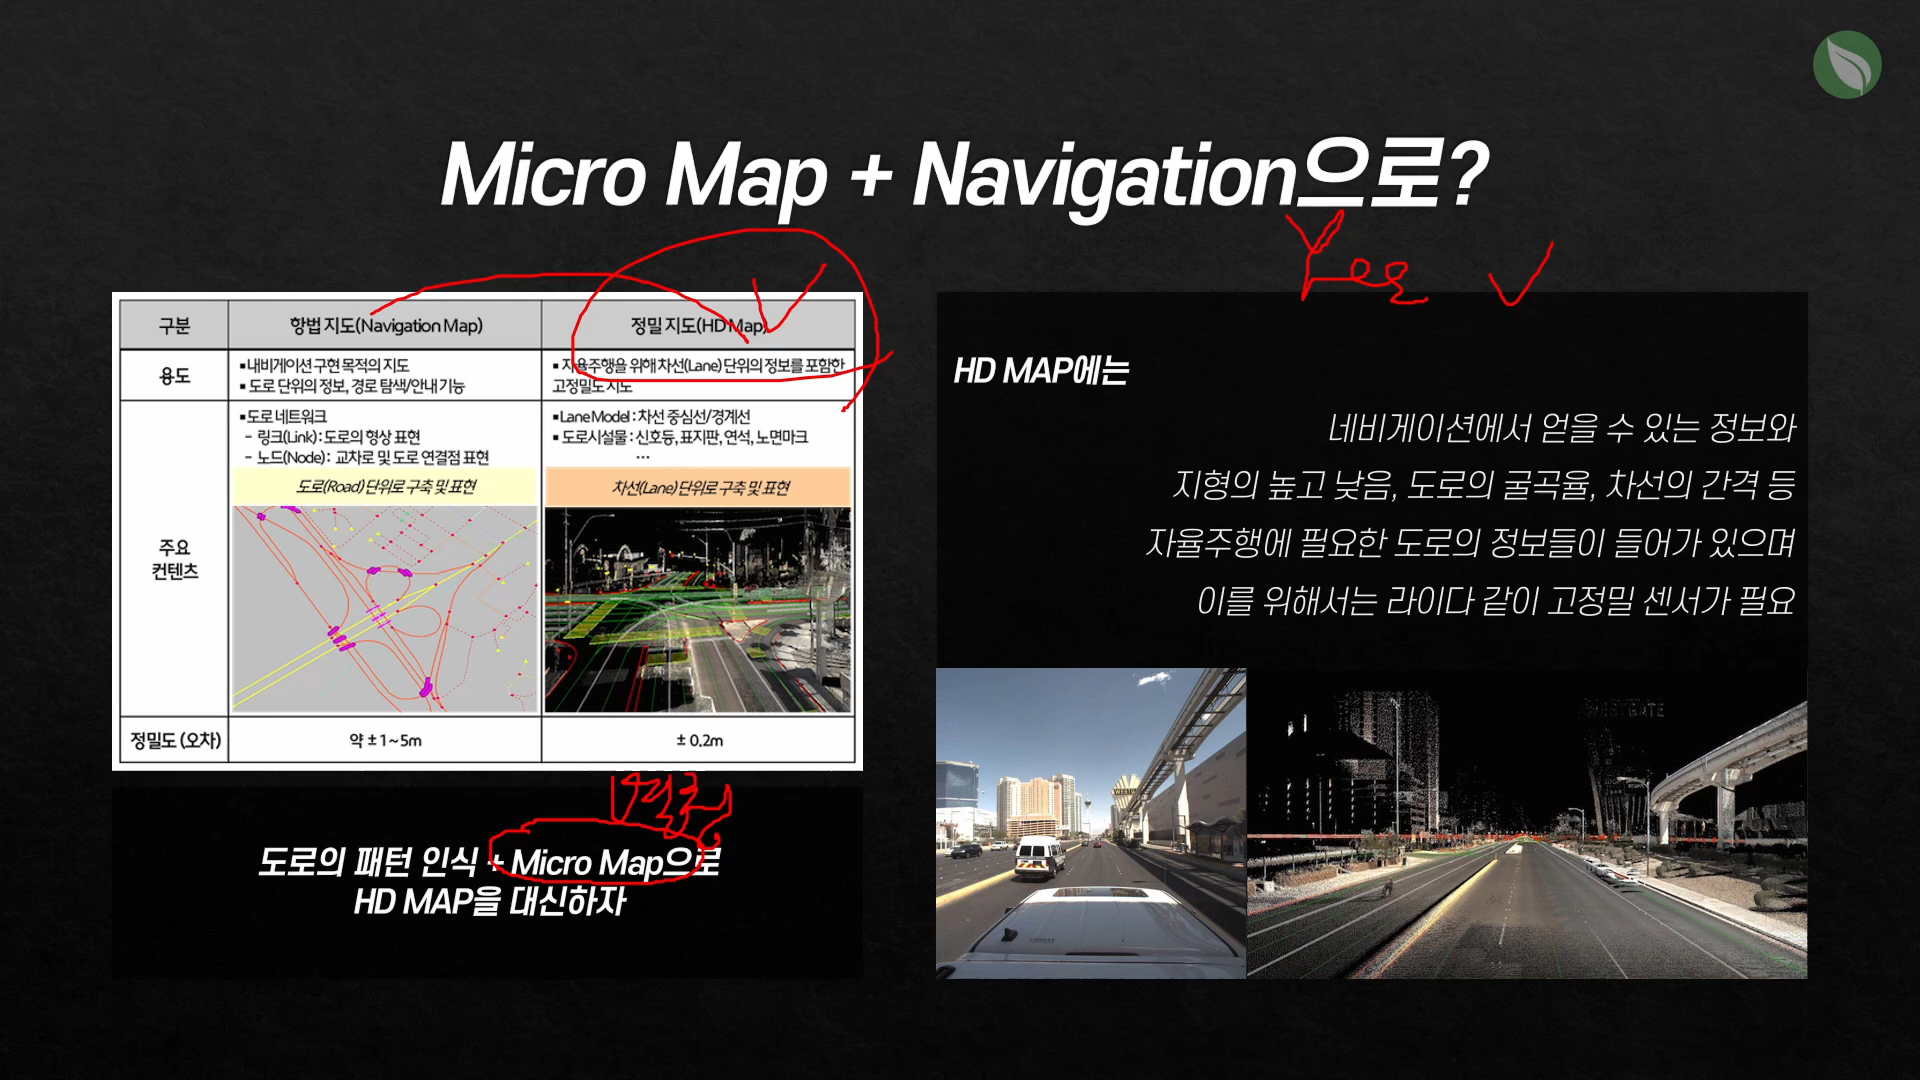 Micro Map + Navigation으로?
Yes
구분
항법 지도(Navigation Map)
정밀 지도(HD Map)
용도
▪내비게이션 구현 목적의 지도
▪ 도로 단위의 정보, 경로 탐색/안내 기능
▪ 자율주행을 위해 차선(Lane) 단위의 정보를 포함한
고정밀도 지도
주요
컨텐츠
▪도로 네트워크
- 링크(Link) : 도로의 형상 표현
- 노드(Node) : 교차로 및 도로 연결점 표현
도로(Road) 단위로 구축 및 표현
▪Lane Model : 차선 중심선/경계선
▪ 도로시설물 : 신호등, 표지판, 연석, 노면마크
…
차선(Lane) 단위로 구축 및 표현
정밀도 (오차)
약 ± 1 ~ 5m
± 0.2m
도로의 패턴 인식 + Micro Map으로
HD MAP을 대신하자
HD MAP에는
네비게이션에서 얻을 수 있는 정보와
지형의 높고 낮음, 도로의 굴곡율, 차선의 간격 등
자율주행에 필요한 도로의 정보들이 들어가 있으며
이를 위해서는 라이다 같이 고정밀 센서가 필요
WESTGATE